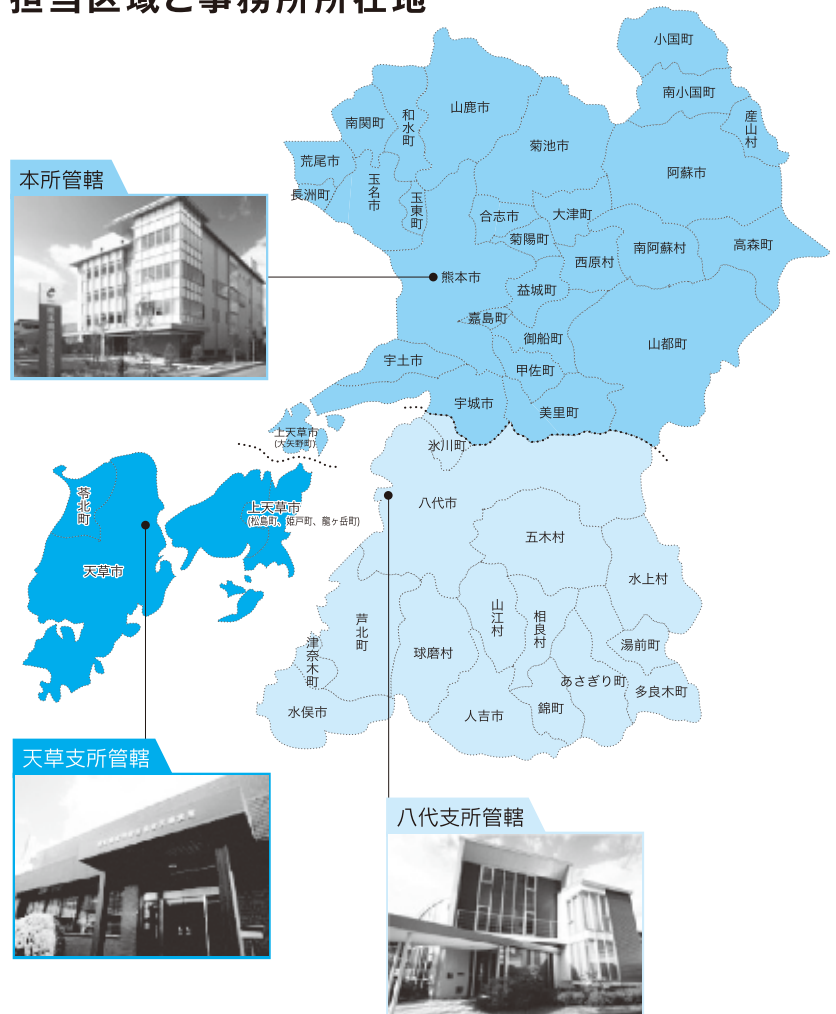 担当区域と事務所所在地
小国町
南小国町
産山村
山鹿市
和水町
南関町
菊池市
阿蘇市
荒尾市
玉名市
長洲町
玉東町
合志市
大津町
菊陽町
西原村
南阿蘇村
高森町
本所管轄
熊本市
益城町
嘉島町
御船町
山都町
甲佐町
宇土市
宇城市
美里町
上天草市
(大矢野町)
氷川町
八代市
苓北町
上天草市
(松島町、姫戸町、龍ヶ岳町)
天草市
五木村
水上村
山江村
相良村
芦北町
湯前町
球磨村
津奈木町
あさぎり町
多良木町
水俣市
人吉市
錦町
天草支所管轄
八代支所管轄